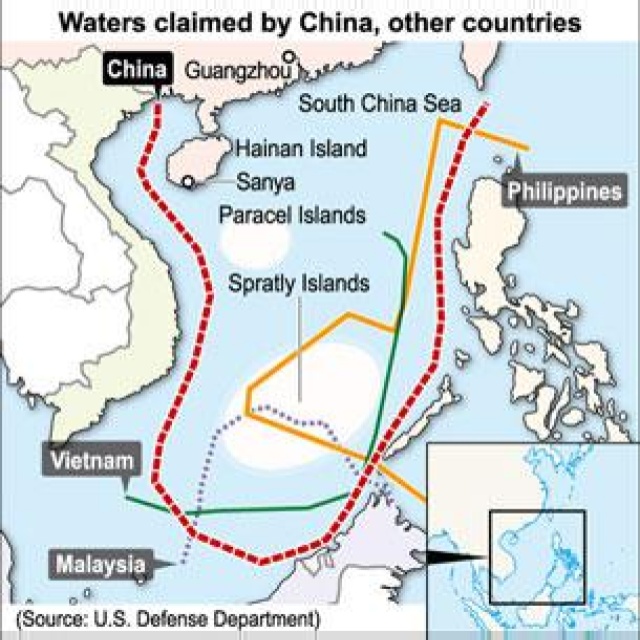 Waters claimed by China, other countries
China
Guangzhou
South China Sea
Hainan Island
Sanya
Philippines
Paracel Islands
Spratly Islands
Vietnam
Malaysia
(Source: U.S. Defense Department)